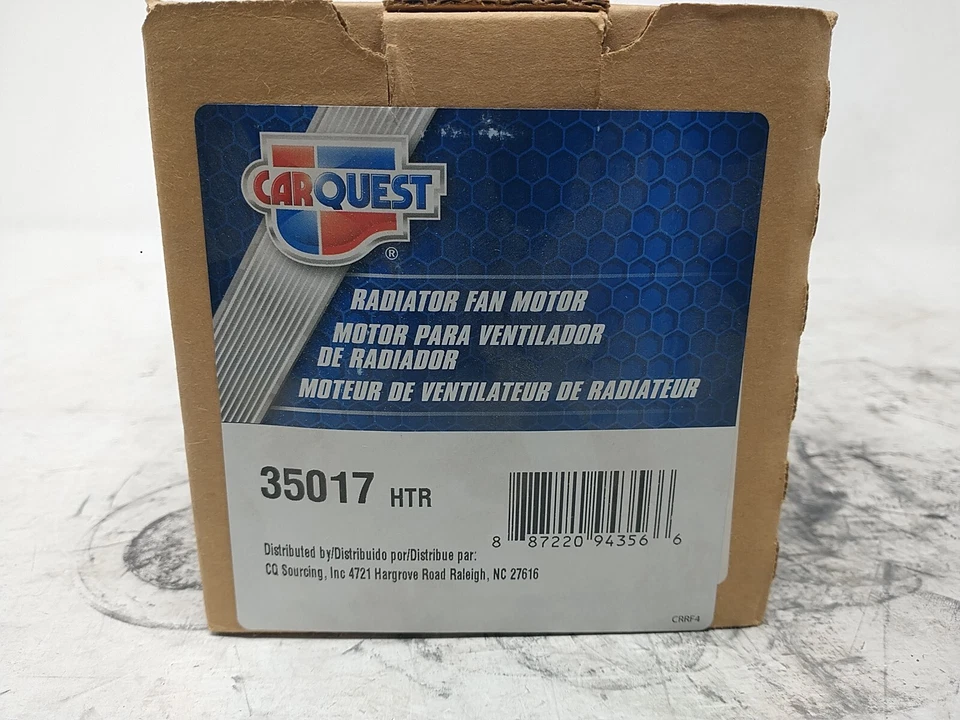 CARQUEST
®
RADIATOR FAN MOTOR
MOTOR PARA VENTILADOR
DE RADIADOR
MOTEUR DE VENTILATEUR DE RADIATEUR
35017 HTR
8 87220 94356 6
Distributed by/Distribuido por/Distribue par:
CQ Sourcing, Inc 4721 Hargrove Road Raleigh, NC 27616
CRRF4